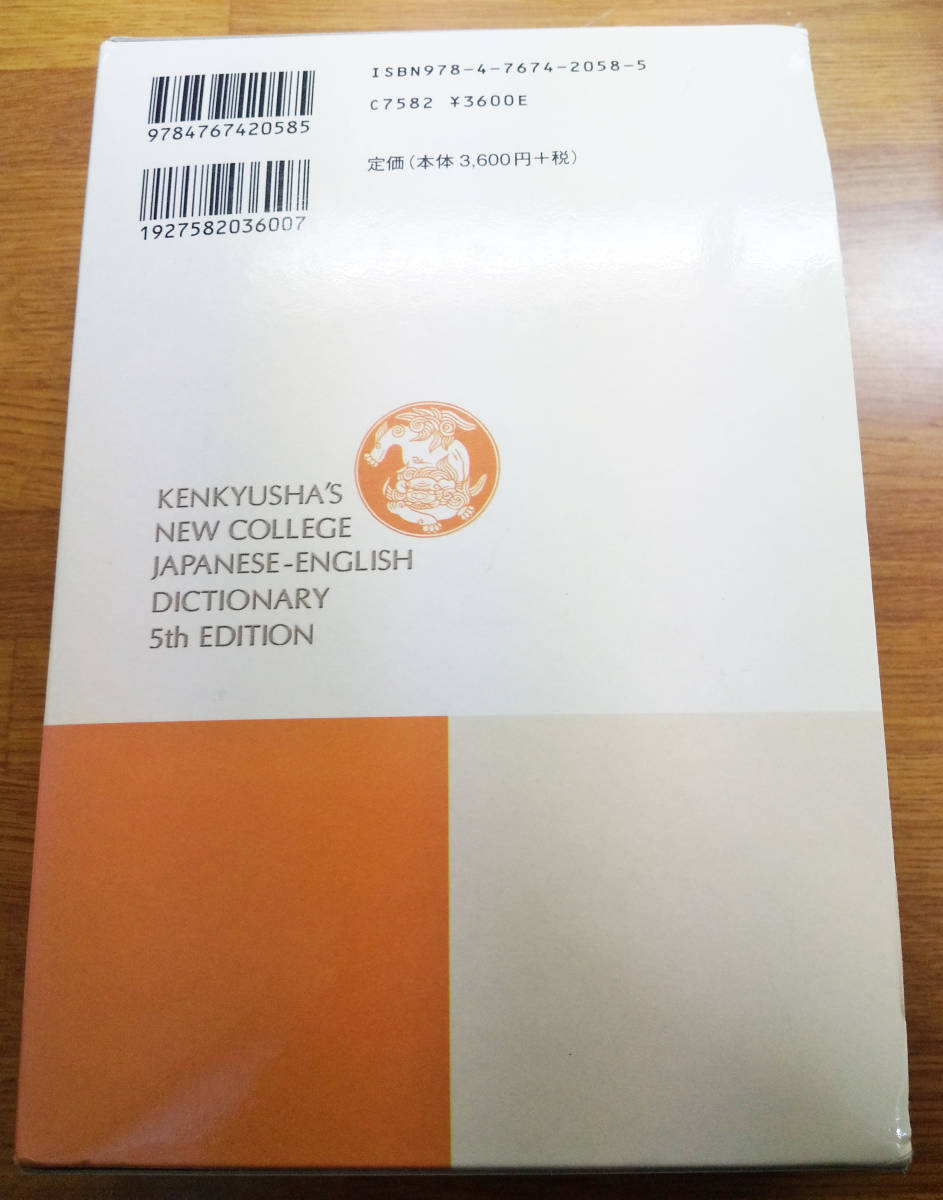 ISBN978-4-7674-2058-5
C7582 ¥3600E
定価(本体3,600円+税)
9784767420585
1927582036007
KENKYUSHA'S
NEW COLLEGE
JAPANESE-ENGLISH
DICTIONARY
5th EDITION